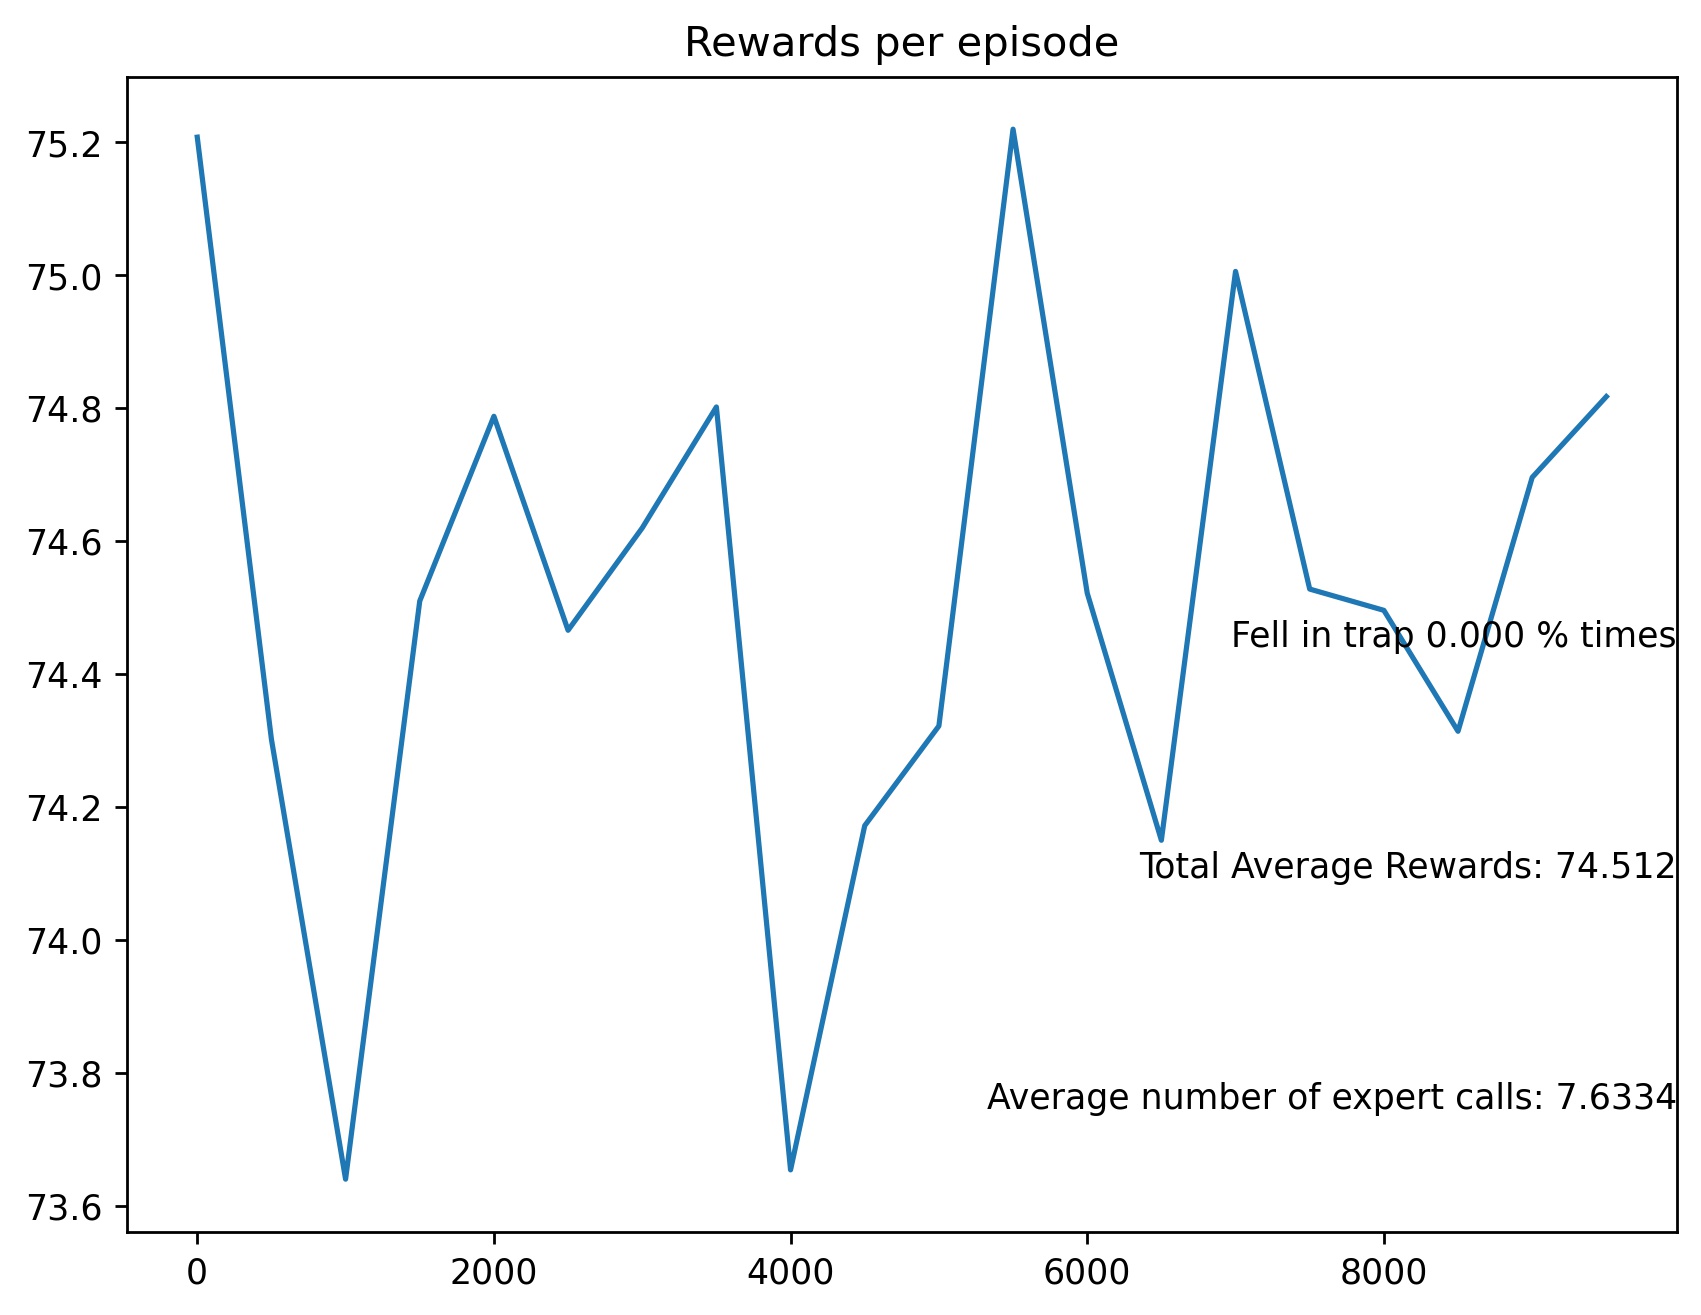 Rewards per episode
75.2
75.0
74.8
74.6
74.4
74.2
74.0
73.8
73.6
Fell in trap 0.000 % times
Total Average Rewards: 74.512
Average number of expert calls: 7.6334
0 2000 4000 6000 8000